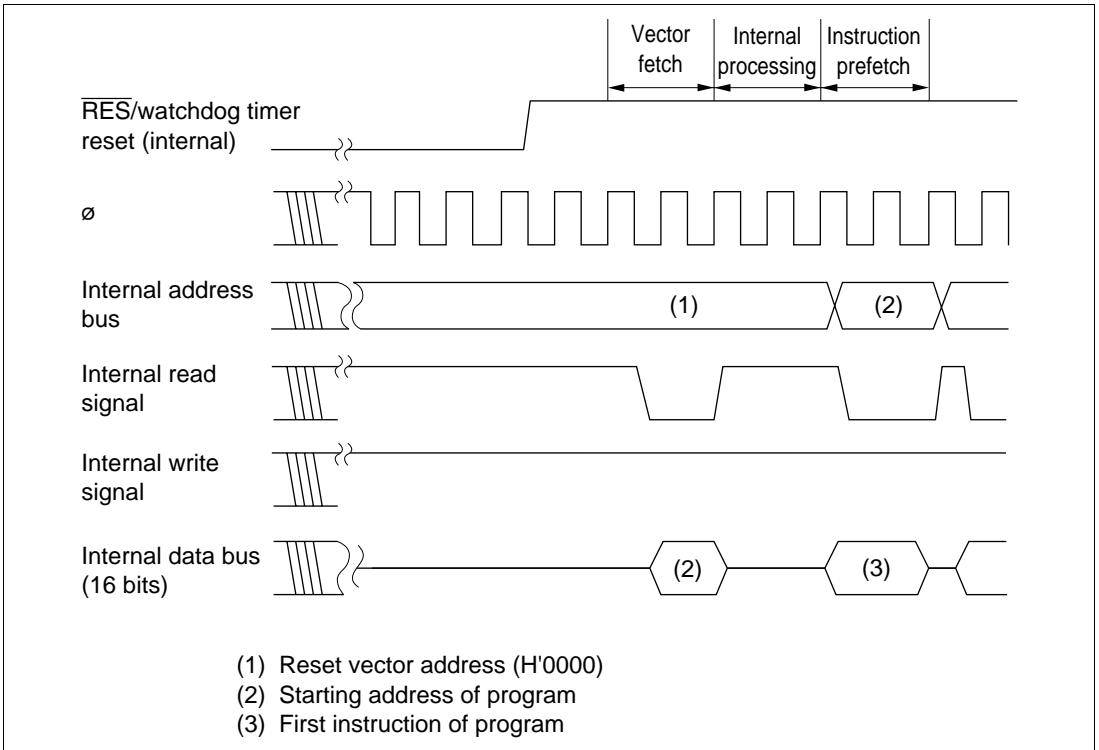 Vector
fetch
Internal
processing
Instruction
prefetch
RES/watchdog timer
reset (internal)
ø
Internal address
bus
(1)
(2)
Internal read
signal
Internal write
signal
Internal data bus
(16 bits)
(2)
(3)
(1) Reset vector address (H'0000)
(2) Starting address of program
(3) First instruction of program